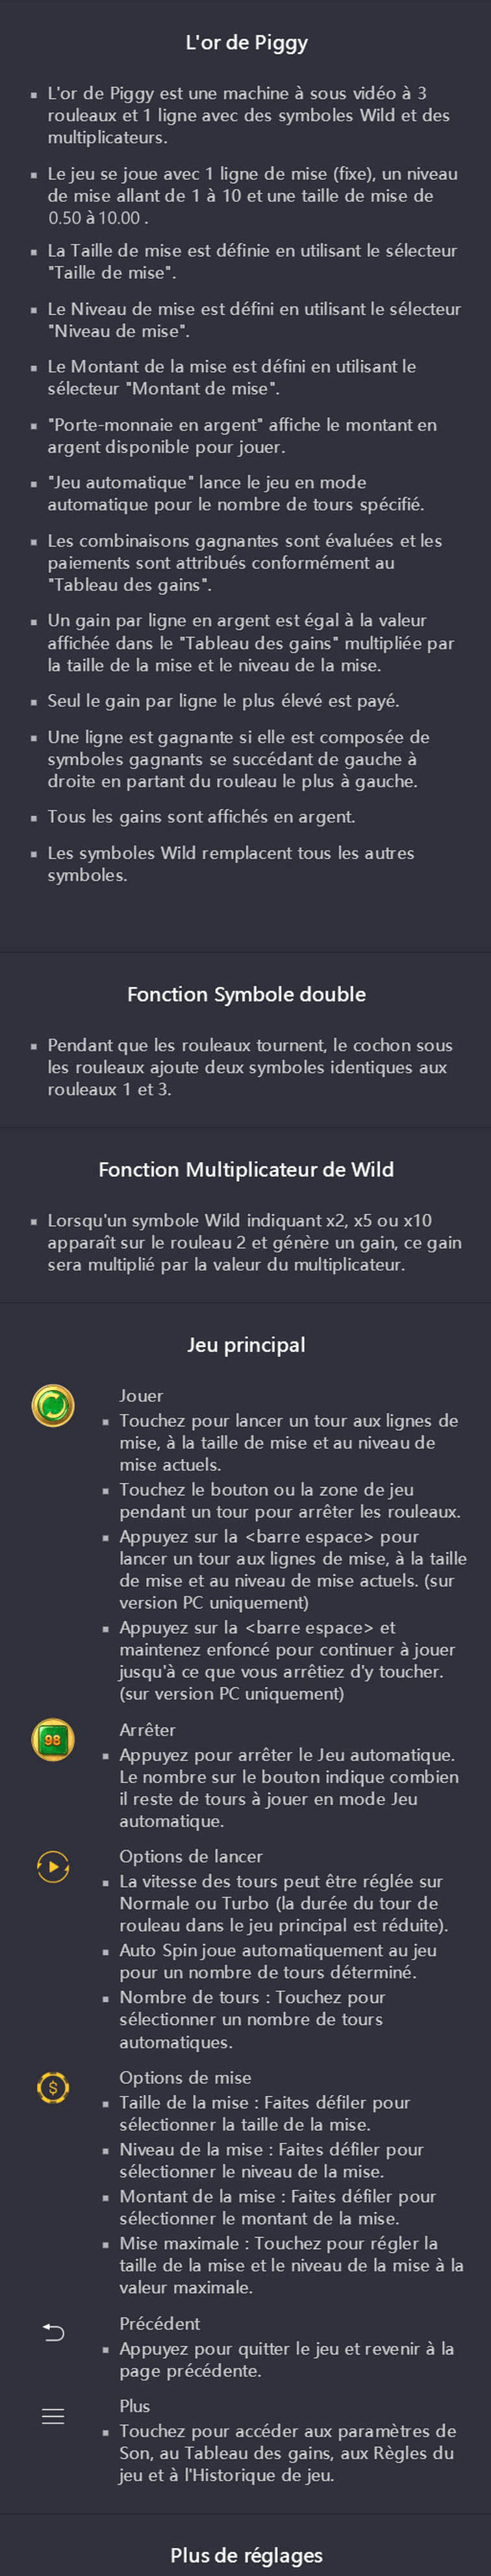 L'or de Piggy
▪ L'or de Piggy est une machine à sous vidéo à 3
rouleaux et 1 ligne avec des symboles Wild et des
multiplicateurs.
▪ Le jeu se joue avec 1 ligne de mise (fixe), un niveau
de mise allant de 1 à 10 et une taille de mise de
0.50 à 10.00 .
▪ La Taille de mise est définie en utilisant le sélecteur
"Taille de mise".
▪ Le Niveau de mise est défini en utilisant le sélecteur
"Niveau de mise".
▪ Le Montant de la mise est défini en utilisant le
sélecteur "Montant de mise".
▪ "Porte-monnaie en argent" affiche le montant en
argent disponible pour jouer.
▪ "Jeu automatique" lance le jeu en mode
automatique pour le nombre de tours spécifié.
▪ Les combinaisons gagnantes sont évaluées et les
paiements sont attribués conformément au
"Tableau des gains".
▪ Un gain par ligne en argent est égal à la valeur
affichée dans le "Tableau des gains" multipliée par
la taille de la mise et le niveau de la mise.
▪ Seul le gain par ligne le plus élevé est payé.
▪ Une ligne est gagnante si elle est composée de
symboles gagnants se succédant de gauche à
droite en partant du rouleau le plus à gauche.
▪ Tous les gains sont affichés en argent.
▪ Les symboles Wild remplacent tous les autres
symboles.
Fonction Symbole double
▪ Pendant que les rouleaux tournent, le cochon sous
les rouleaux ajoute deux symboles identiques aux
rouleaux 1 et 3.
Fonction Multiplicateur de Wild
▪ Lorsqu'un symbole Wild indiquant x2, x5 ou x10
apparaît sur le rouleau 2 et génère un gain, ce gain
sera multiplié par la valeur du multiplicateur.
Jeu principal
Jouer
▪ Touchez pour lancer un tour aux lignes de
mise, à la taille de mise et au niveau de
mise actuels.
▪ Touchez le bouton ou la zone de jeu
pendant un tour pour arrêter les rouleaux.
▪ Appuyez sur la <barre espace> pour
lancer un tour aux lignes de mise, à la taille
de mise et au niveau de mise actuels. (sur
version PC uniquement)
▪ Appuyez sur la <barre espace> et
maintenez enfoncé pour continuer à jouer
jusqu'à ce que vous arrêtiez d'y toucher.
(sur version PC uniquement)
98 Arrêter
▪ Appuyez pour arrêter le Jeu automatique.
Le nombre sur le bouton indique combien
il reste de tours à jouer en mode Jeu
automatique.
Options de lancer
▪ La vitesse des tours peut être réglée sur
Normale ou Turbo (la durée du tour de
rouleau dans le jeu principal est réduite).
▪ Auto Spin joue automatiquement au jeu
pour un nombre de tours déterminé.
▪ Nombre de tours : Touchez pour
sélectionner un nombre de tours
automatiques.
$ Options de mise
▪ Taille de la mise : Faites défiler pour
sélectionner la taille de la mise.
▪ Niveau de la mise : Faites défiler pour
sélectionner le niveau de la mise.
▪ Montant de la mise : Faites défiler pour
sélectionner le montant de la mise.
▪ Mise maximale : Touchez pour régler la
taille de la mise et le niveau de la mise à la
valeur maximale.
Précédent
▪ Appuyez pour quitter le jeu et revenir à la
page précédente.
Plus
▪ Touchez pour accéder aux paramètres de
Son, au Tableau des gains, aux Règles du
jeu et à l'Historique de jeu.
Plus de réglages